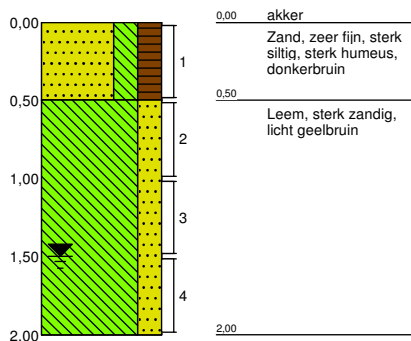 0,00
0,50
1,00
1,50
2,00
1
2
3
4
0,00 akker
Zand, zeer fijn, sterk
siltig, sterk humeus,
donkerbruin
0,50
Leem, sterk zandig,
licht geelbruin
2,00